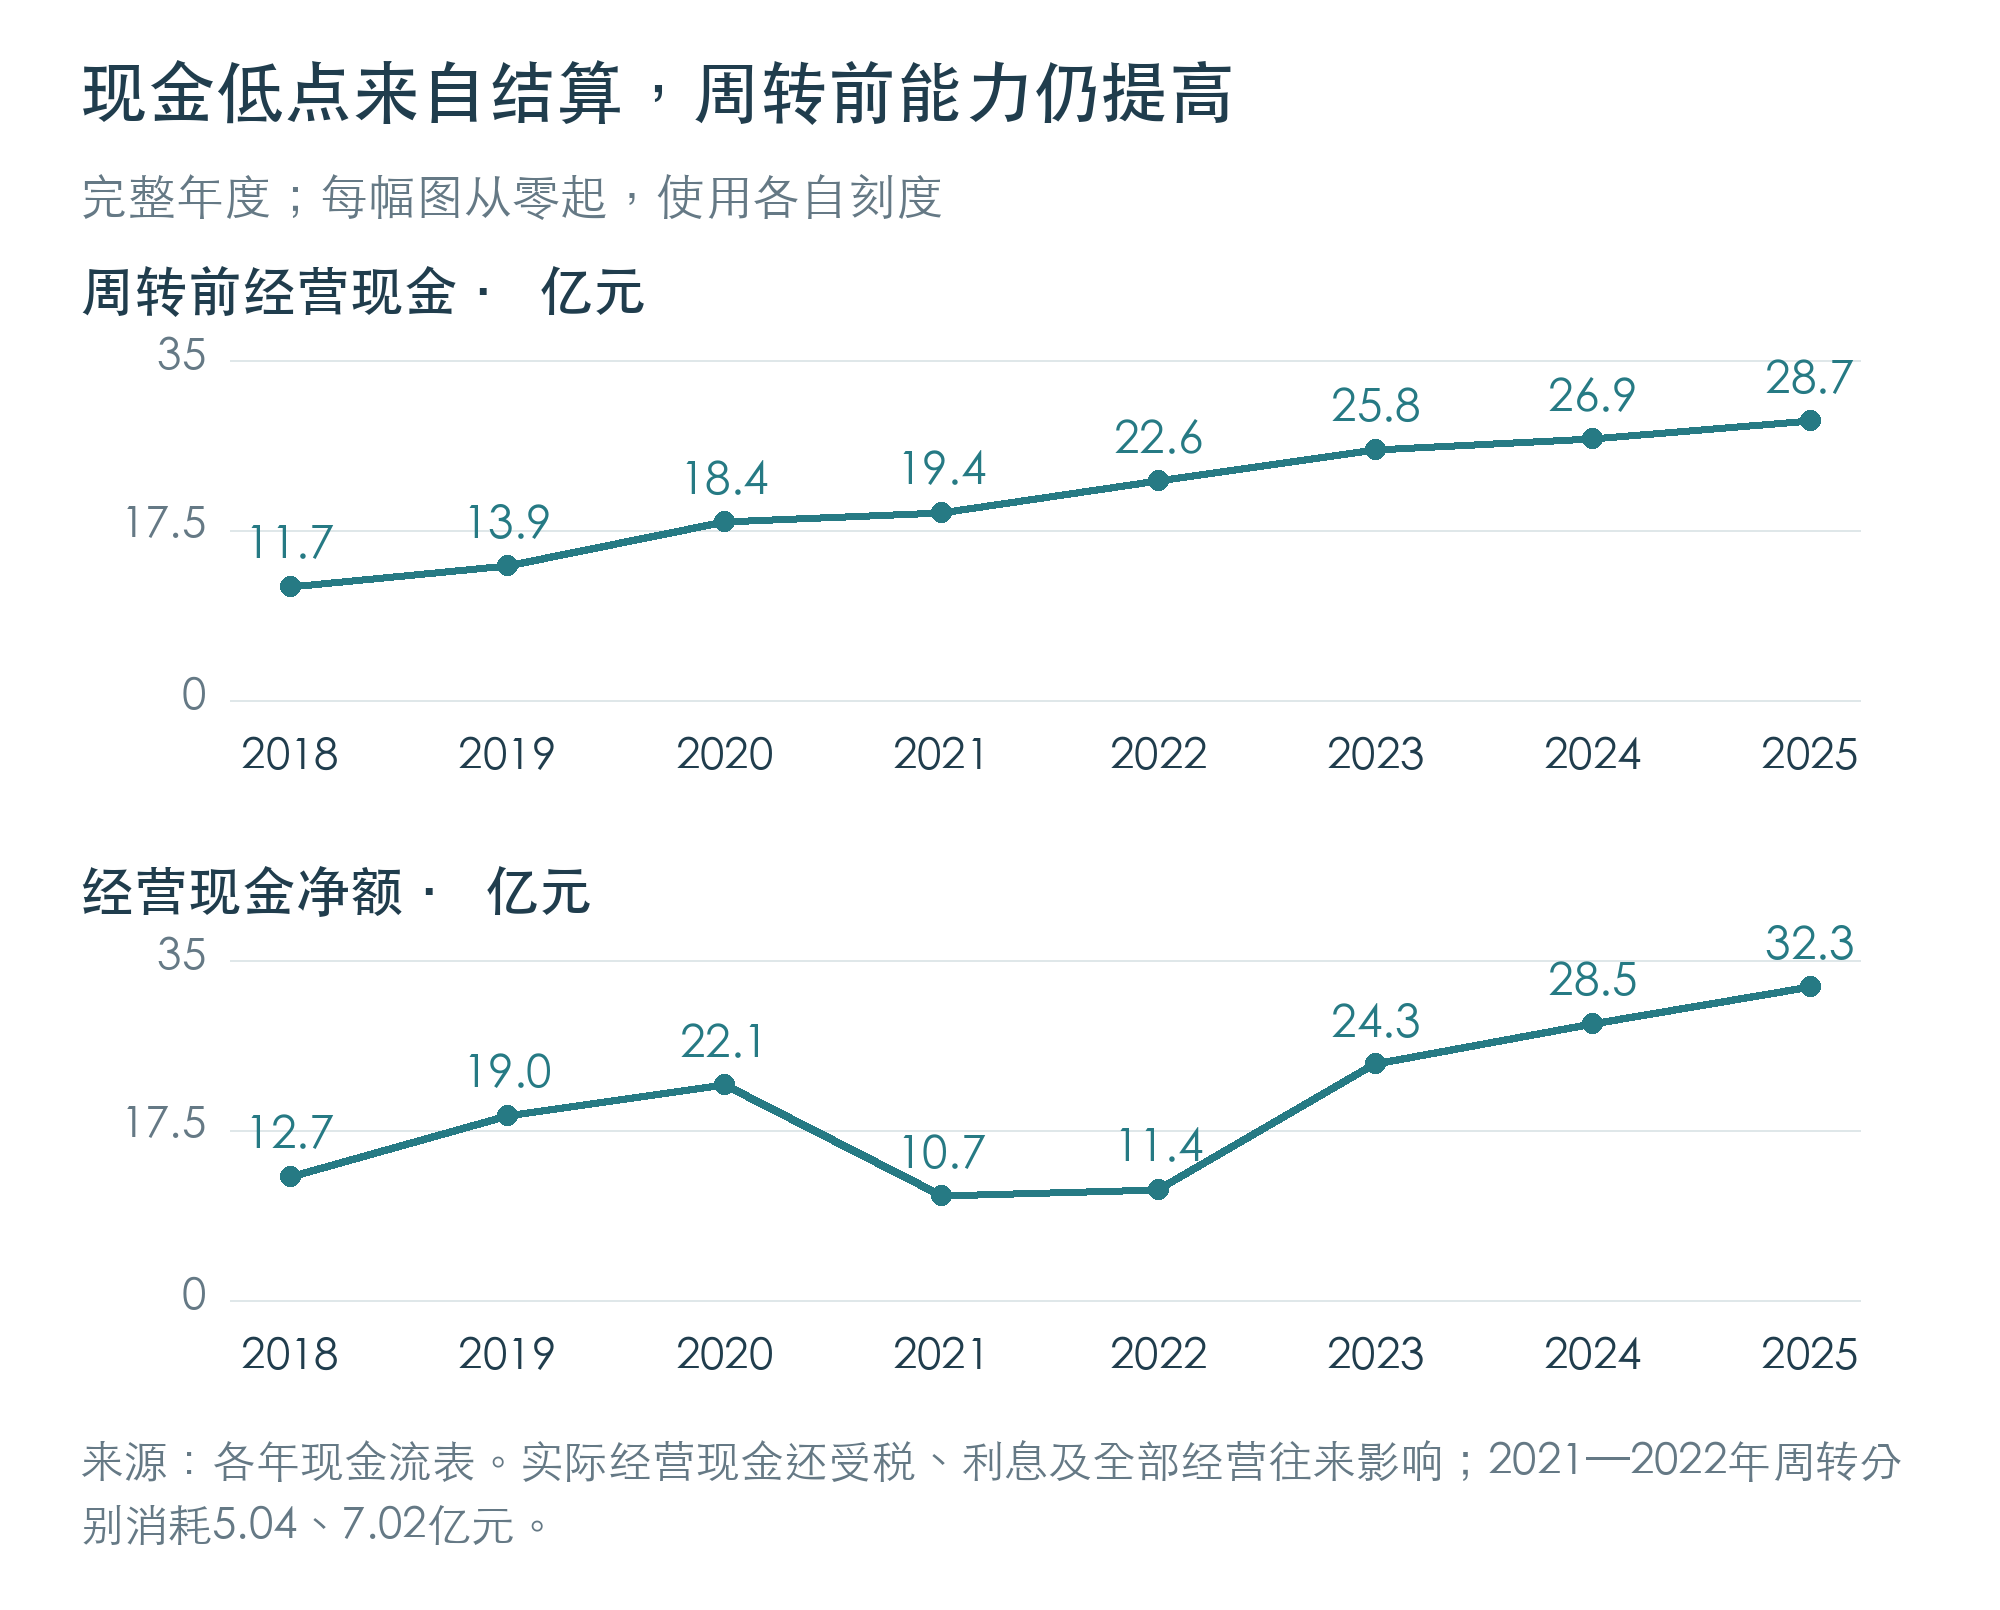 现金低点来自结算，周转前能力仍提高
完整年度；每幅图从零起，使用各自刻度
周转前经营现金· 亿元
35
17.5
0
11.7
13.9
18.4
19.4
22.6
25.8
26.9
28.7
2018 2019 2020 2021 2022 2023 2024 2025
经营现金净额· 亿元
35
17.5
0
12.7
19.0
22.1
10.7
11.4
24.3
28.5
32.3
2018 2019 2020 2021 2022 2023 2024 2025
来源：各年现金流表。实际经营现金还受税、利息及全部经营往来影响；2021—2022年周转分
别消耗5.04、7.02亿元。